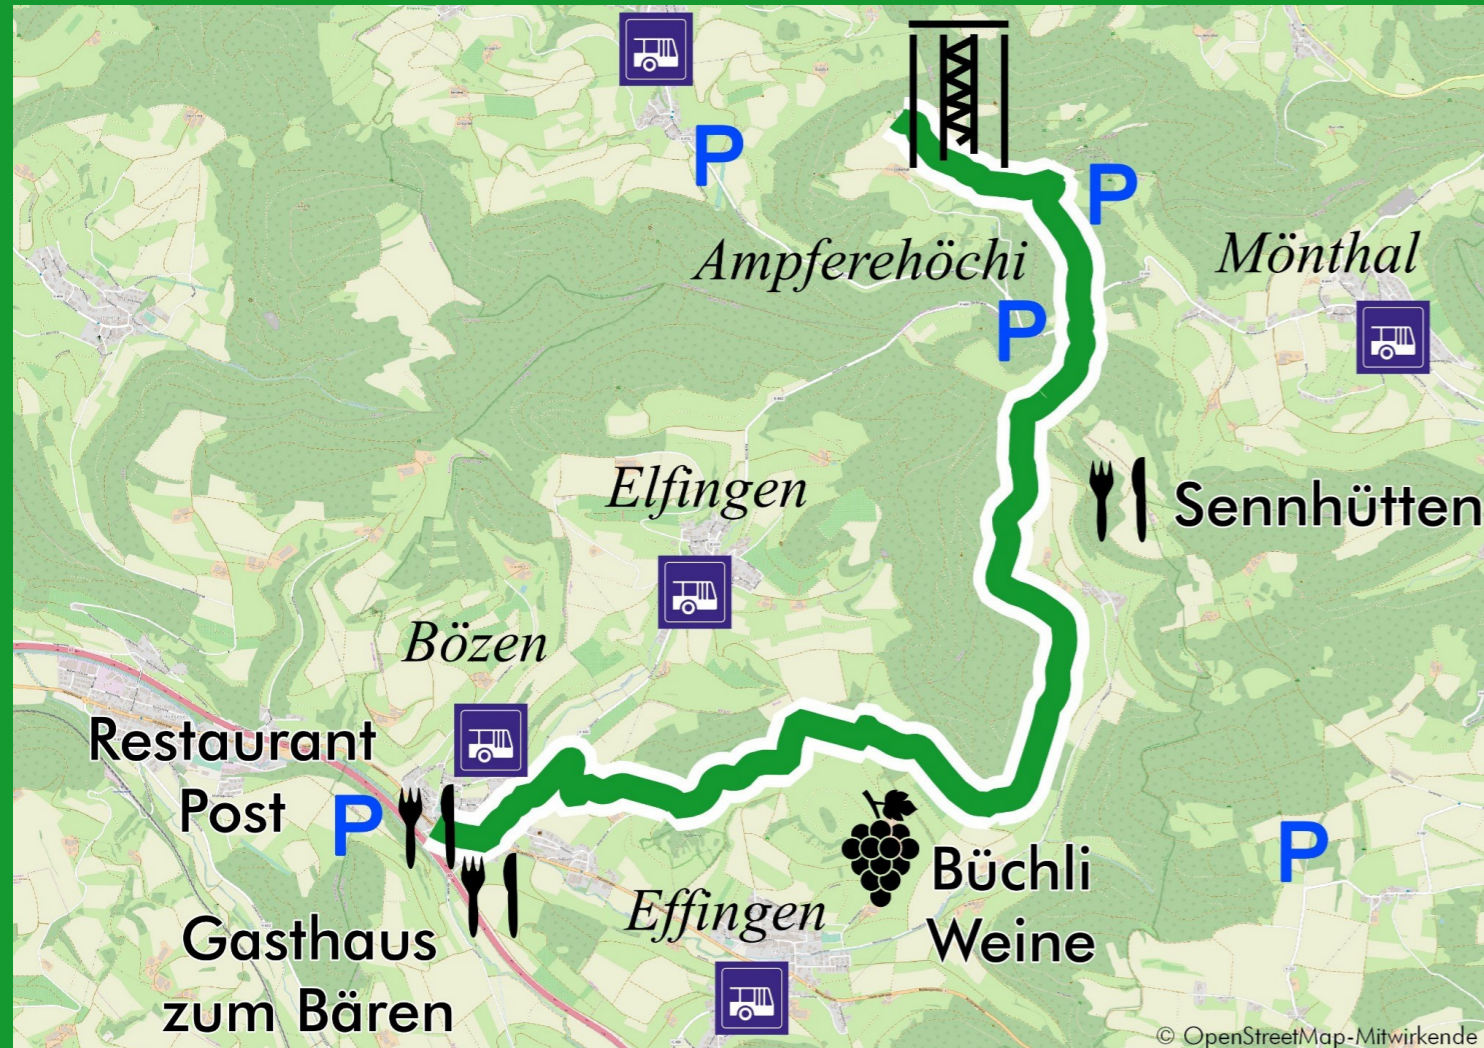 P
P
Ampferehöchi
Mönthal
P
Elfingen
Sennhütten
Bözen
Restaurant
Post
P
P
Büchli
Weine
Effingen
Gasthaus
zum Bären
© OpenStreetMap-Mitwirkende